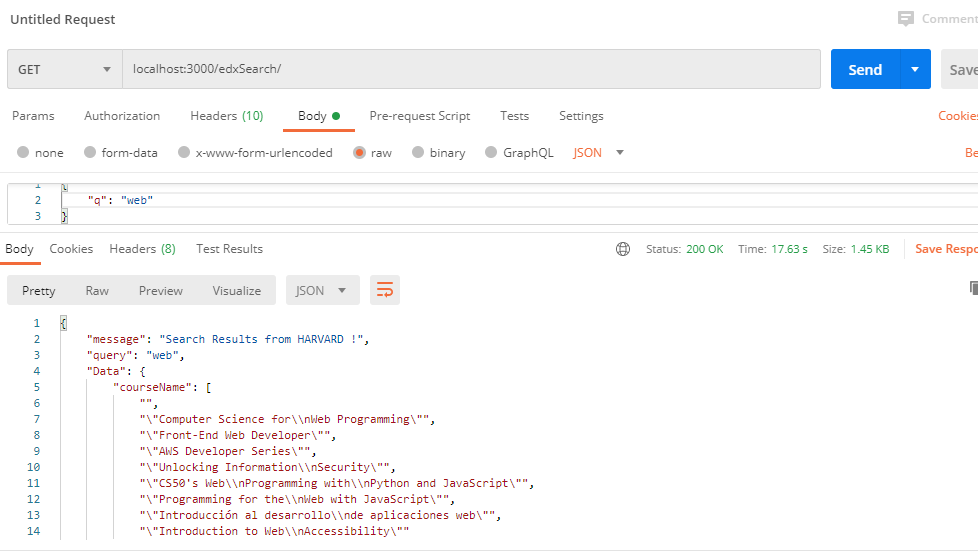 Untitled Request
Comment
GET
localhost:3000/edxSearch/
Send
Save
Params Authorization Headers (10) Body Pre-request Script Tests Settings
Cookies
none form-data x-www-form-urlencoded raw binary GraphQL JSON
Be
1 {
2 "q": "web"
3 }
Body Cookies Headers (8) Test Results
Status: 200 OK Time: 17.63 s Size: 1.45 KB Save Respo
Pretty Raw Preview Visualize JSON
1 {
2 "message": "Search Results from HARVARD !",
3 "query": "web",
4 "Data": {
5 "courseName": [
6 "",
7 "\"Computer Science for\\nWeb Programming\"",
8 "\"Front-End Web Developer\"",
9 "\"AWS Developer Series\"",
10 "\"Unlocking Information\\nSecurity\"",
11 "\"CS50's Web\\nProgramming with\\nPython and JavaScript\"",
12 "\"Programming for the\\nWeb with JavaScript\"",
13 "\"Introducción al desarrollo\\nde aplicaciones web\"",
14 "\"Introduction to Web\\nAccessibility\""